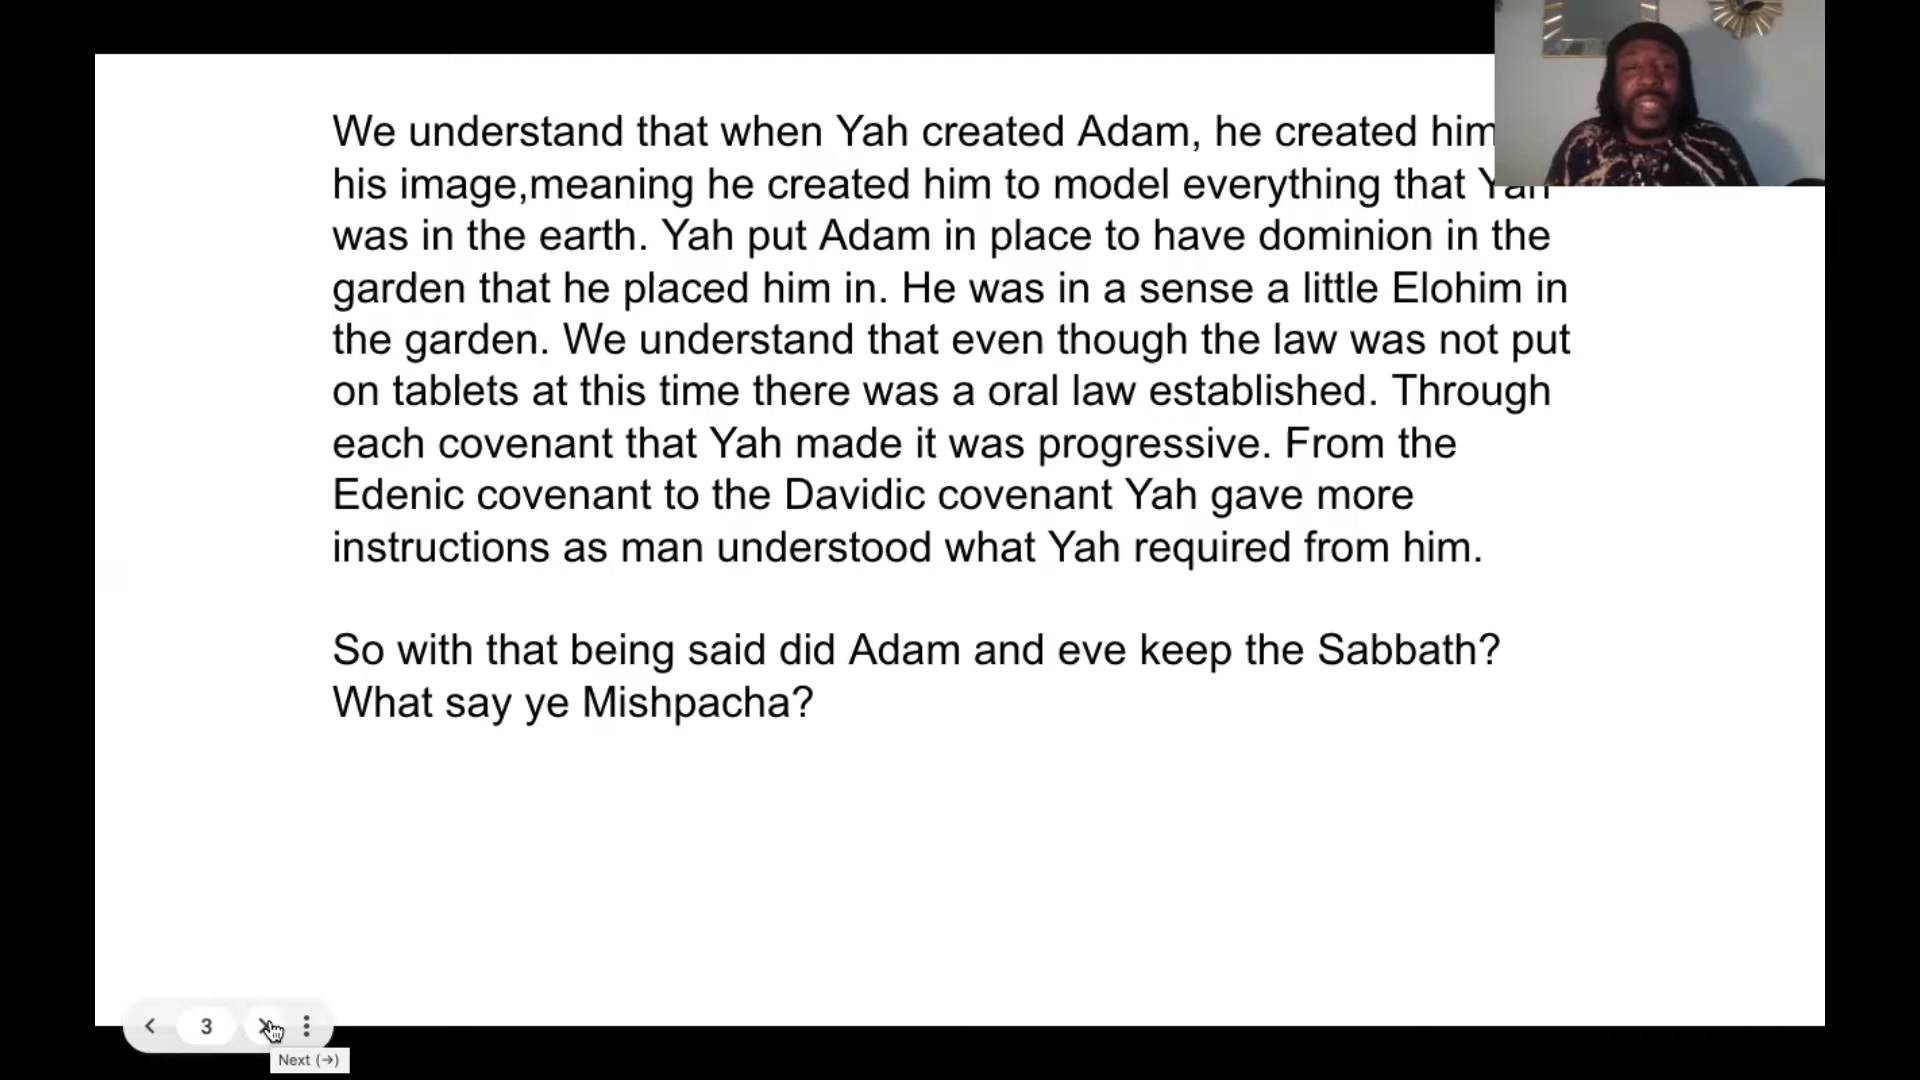 We understand that when Yah created Adam, he created him
his image,meaning he created him to model everything that Yah
was in the earth. Yah put Adam in place to have dominion in the
garden that he placed him in. He was in a sense a little Elohim in
the garden. We understand that even though the law was not put
on tablets at this time there was a oral law established. Through
each covenant that Yah made it was progressive. From the
Edenic covenant to the Davidic covenant Yah gave more
instructions as man understood what Yah required from him.
So with that being said did Adam and eve keep the Sabbath?
What say ye Mishpacha?
3
Next (→)